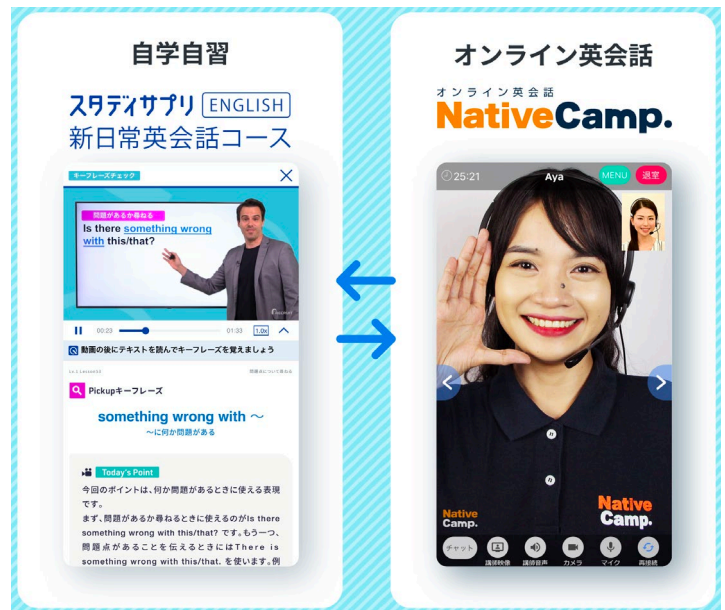 自学自習
スタディサプリ ENGLISH
新日常英会話コース
キーフレーズチェック
問題があるか尋ねる
Is there something wrong
with this/that?
00:23
01:33
1.0x
動画の後にテキストを読んでキーフレーズを覚えましょう
問題点について尋ねる
Pickupキーフレーズ
something wrong with 〜
〜に何か問題がある
Today's Point
今回のポイントは、何か問題があるときに使える表現
です。
まず、問題があるか尋ねるときに使えるのがIs there
something wrong with this/that? です。もう一つ、
問題点があることを伝えるときにはThere is
something wrong with this/that. を使います。例
オンライン英会話
オンライン英会話
NativeCamp.
25:21
Aya
MENU
退室
Native
Camp.
Native
Camp.
チャット
講師映像
講師音声
カメラ
マイク
再接続